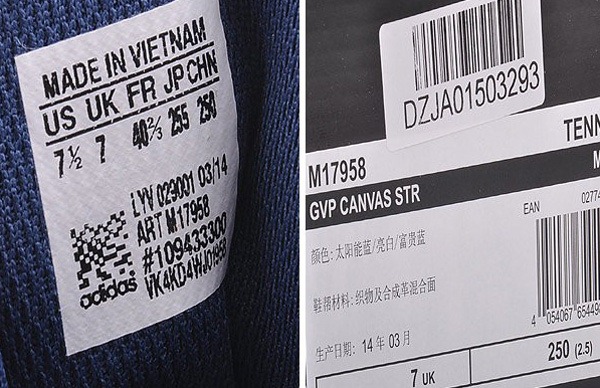 MADE IN VIETNAM
US UK FR JP CHN
7½ 7 40⅔ 255 250
LYV 029001 03/14
ART M17958
#109433300
VK4KD4WJ01958
adidas
DZJA01503293
TENN
M17958
GVP CANVAS STR
EAN
颜色: 太阳能蓝/亮白/富贵蓝
鞋帮材料: 织物及合成革混合面
生产日期: 14 年 03 月
4 054067
7 UK
250 (2.5)